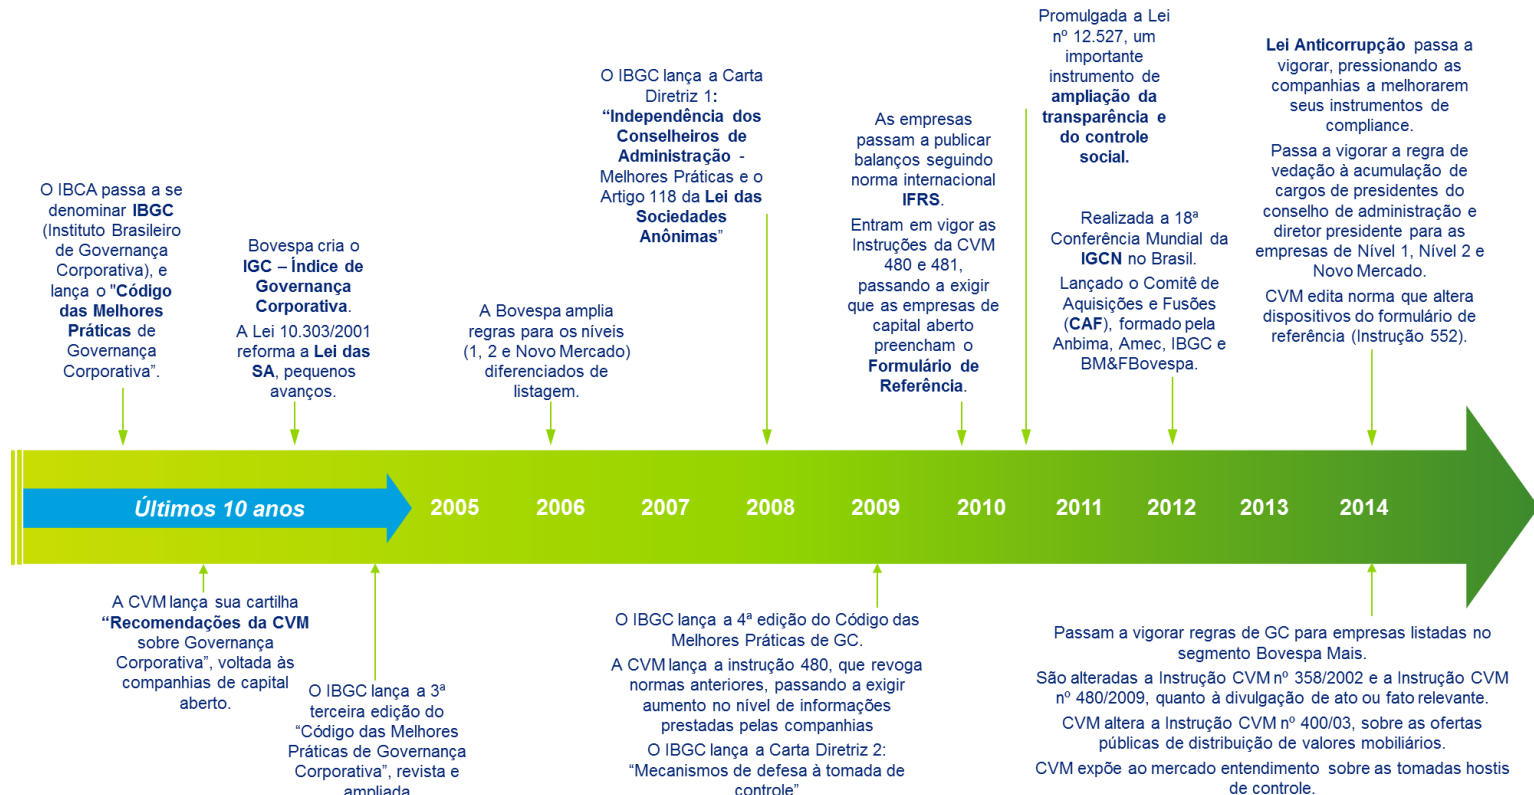 O IBCA passa a se
denominar IBGC
(Instituto Brasileiro
de Governança
Corporativa), e
lança o "Código
das Melhores
Práticas de
Governança
Corporativa”.
Bovespa cria o
IGC – Índice de
Governança
Corporativa.
A Lei 10.303/2001
reforma a Lei das
SA, pequenos
avanços.
A Bovespa amplia
regras para os níveis
(1, 2 e Novo Mercado)
diferenciados de
listagem.
O IBGC lança a Carta
Diretriz 1:
“Independência dos
Conselheiros de
Administração -
Melhores Práticas e o
Artigo 118 da Lei das
Sociedades
Anônimas”
As empresas
passam a publicar
balanços seguindo
norma internacional
IFRS.
Entram em vigor as
Instruções da CVM
480 e 481,
passando a exigir
que as empresas de
capital aberto
preencham o
Formulário de
Referência.
Promulgada a Lei
nº 12.527, um
importante
instrumento de
ampliação da
transparência e
do controle
social.
Realizada a 18ª
Conferência Mundial da
IGCN no Brasil.
Lançado o Comitê de
Aquisições e Fusões
(CAF), formado pela
Anbima, Amec, IBGC e
BM&FBovespa.
Lei Anticorrupção passa a
vigorar, pressionando as
companhias a melhorarem
seus instrumentos de
compliance.
Passa a vigorar a regra de
vedação à acumulação de
cargos de presidentes do
conselho de administração e
diretor presidente para as
empresas de Nível 1, Nível 2 e
Novo Mercado.
CVM edita norma que altera
dispositivos do formulário de
referência (Instrução 552).
Últimos 10 anos
2005 2006 2007 2008 2009 2010 2011 2012 2013 2014
A CVM lança sua cartilha
“Recomendações da CVM
sobre Governança
Corporativa”, voltada às
companhias de capital
aberto.
O IBGC lança a 3ª
terceira edição do
“Código das Melhores
Práticas de Governança
Corporativa”, revista e
ampliada
O IBGC lança a 4ª edição do Código das
Melhores Práticas de GC.
A CVM lança a instrução 480, que revoga
normas anteriores, passando a exigir
aumento no nível de informações
prestadas pelas companhias
O IBGC lança a Carta Diretriz 2:
“Mecanismos de defesa à tomada de
controle”
Passam a vigorar regras de GC para empresas listadas no
segmento Bovespa Mais.
São alteradas a Instrução CVM nº 358/2002 e a Instrução CVM
nº 480/2009, quanto à divulgação de ato ou fato relevante.
CVM altera a Instrução CVM nº 400/03, sobre as ofertas
públicas de distribuição de valores mobiliários.
CVM expõe ao mercado entendimento sobre as tomadas hostis
de controle.